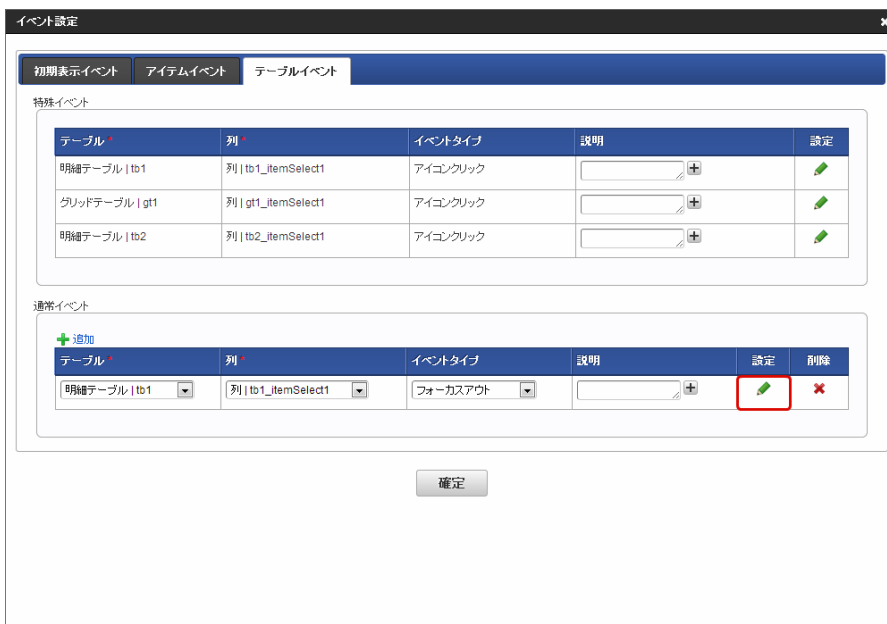 イベント設定
初期表示イベント アイテムイベント テーブルイベント
特殊イベント
テーブル * 列 * イベントタイプ 説明 設定
明細テーブル | tb1 列 | tb1_itemSelect1 アイコンクリック
グリッドテーブル | gt1 列 | gt1_itemSelect1 アイコンクリック
明細テーブル | tb2 列 | tb2_itemSelect1 アイコンクリック
通常イベント
追加
テーブル * 列 * イベントタイプ 説明 設定 削除
明細テーブル | tb1 列 | tb1_itemSelect1 フォーカスアウト
確定